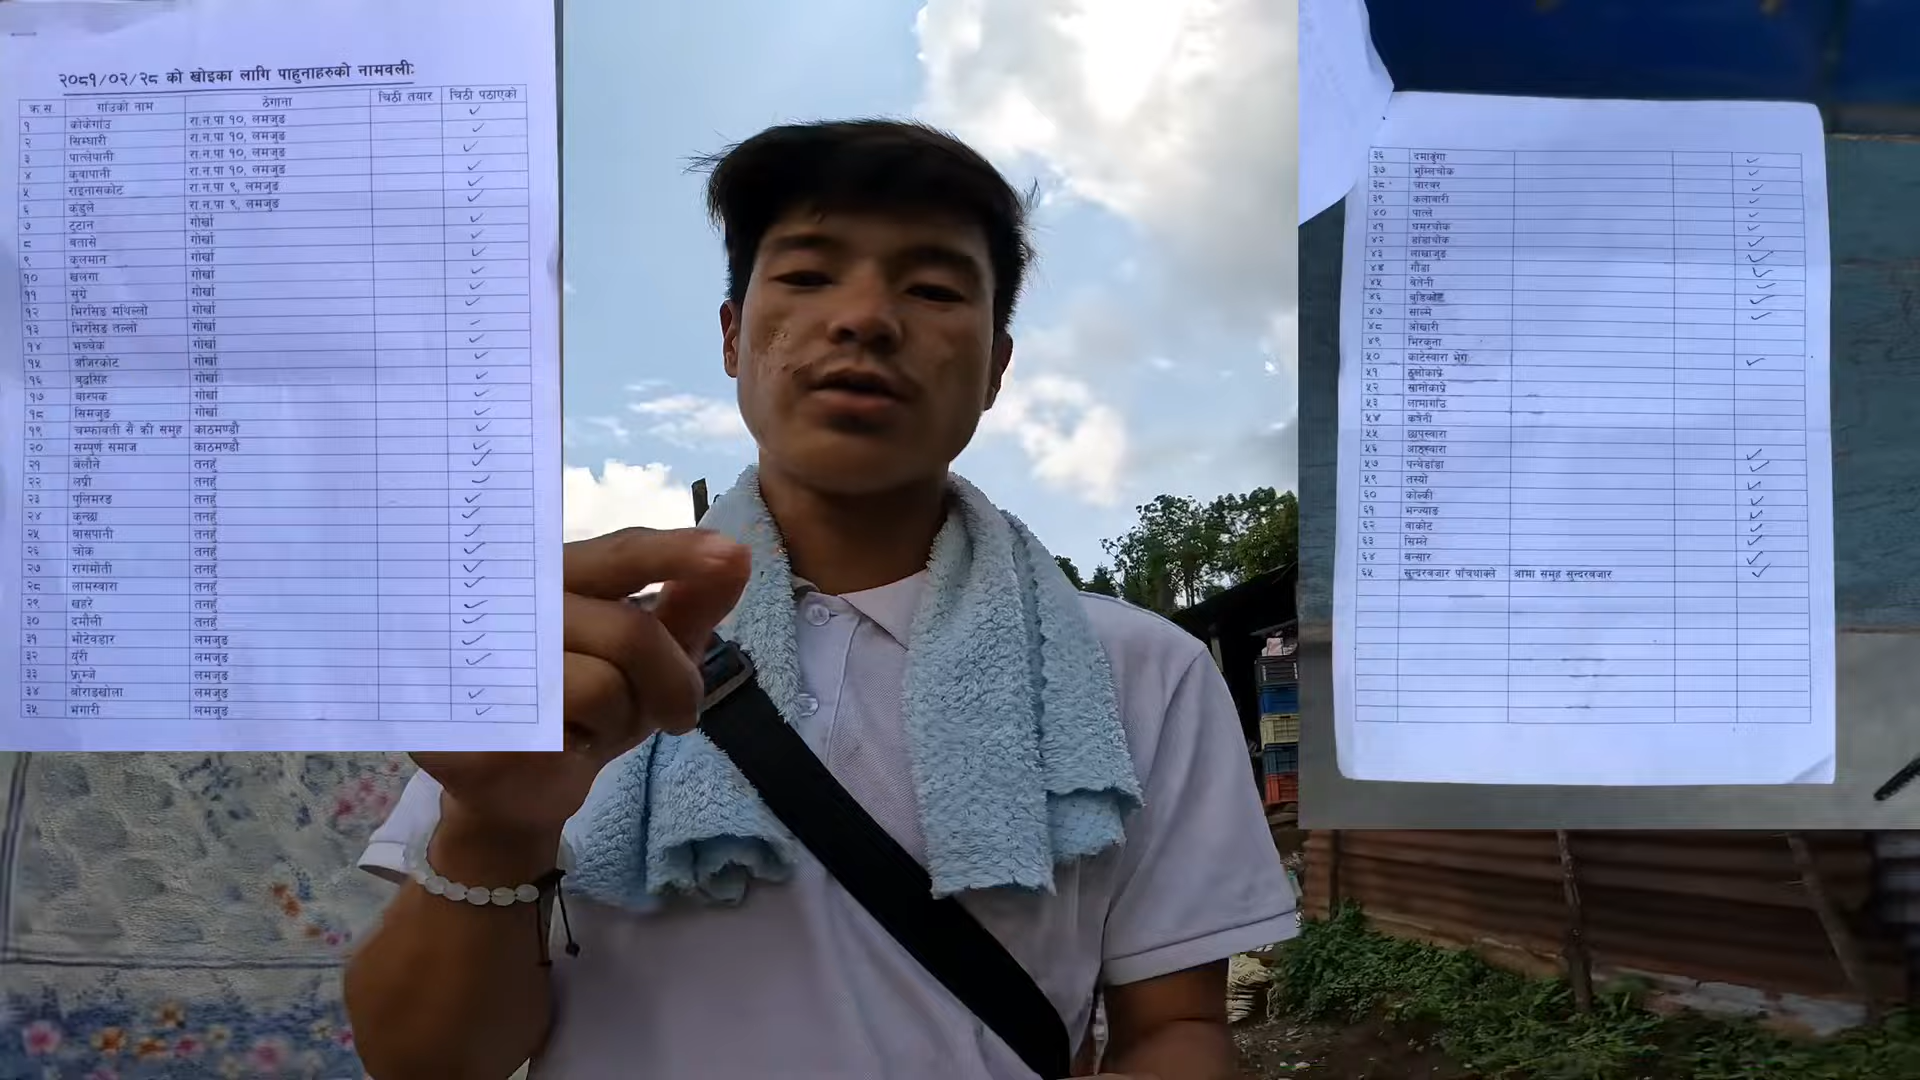 २०८१/०२/२८ को खोइका लागि पाहुनाहरुको नामवलीः
क्र.स गाउँको नाम ठेगाना चिठी तयार चिठी पठाएको
१ कोकेगाँउ रा.न.पा १०, लमजुङ
२ सिम्धारी रा.न.पा १०, लमजुङ
३ पात्लेपानी रा.न.पा १०, लमजुङ
४ कुवापानी रा.न.पा १०, लमजुङ
५ राइनासकोट रा.न.पा ९, लमजुङ
६ कुंडुले रा.न.पा ९, लमजुङ
७ टुटान गोर्खा
८ बतासे गोर्खा
९ कुलमान गोर्खा
१० खलंगा गोर्खा
११ सुग्रे गोर्खा
१२ भिरसिङ मथिल्लो गोर्खा
१३ भिरसिङ तल्लो गोर्खा
१४ भच्चेक गोर्खा
१५ अजिरकोट गोर्खा
१६ बुद्धसिंह गोर्खा
१७ बारपक गोर्खा
१८ सिमजुङ गोर्खा
१९ चम्फावती सै की समुह काठमण्डौ
२० सम्पुर्ण समाज काठमण्डौ
२१ बेलौने तनहुँ
२२ लप्री तनहुँ
२३ पुलिमरङ तनहुँ
२४ कुन्छा तनहुँ
२५ बासपानी तनहुँ
२६ चोक तनहुँ
२७ रागमोती तनहुँ
२८ लामस्वारा तनहुँ
२९ खहरे तनहुँ
३० दमौली तनहुँ
३१ भोटेवडार लमजुङ
३२ युरी लमजुङ
३३ फ्रुम्जे लमजुङ
३४ बोराङखोला लमजुङ
३५ भंगारी लमजुङ
३६ दमाडुंगा
३७ भुम्लिचोक
३८ चारघर
३९ कलाबारी
४० पात्ले
४१ घमरचोक
४२ डाँडाचोक
४३ लाखाजुङ
४४ गौडा
४५ बेतेनी
४६ बुडिकोट
४७ साल्मे
४८ ओखारी
४९ भिरकुना
५० काटेस्वारा भेग
५१ ठुलोकाप्रे
५२ सानोकाप्रे
५३ लामागाँउ
५४ कत्रेनी
५५ छापस्वारा
५६ आठ्स्वारा
५७ पन्थेडाँडा
५९ तस्यो
६० कोल्की
६१ भन्ज्याङ
६२ वाकोट
६३ सिम्ले
६४ बन्सार
६५ सुन्दरबजार पाँचथाक्ले आमा समुह सुन्दरबजार